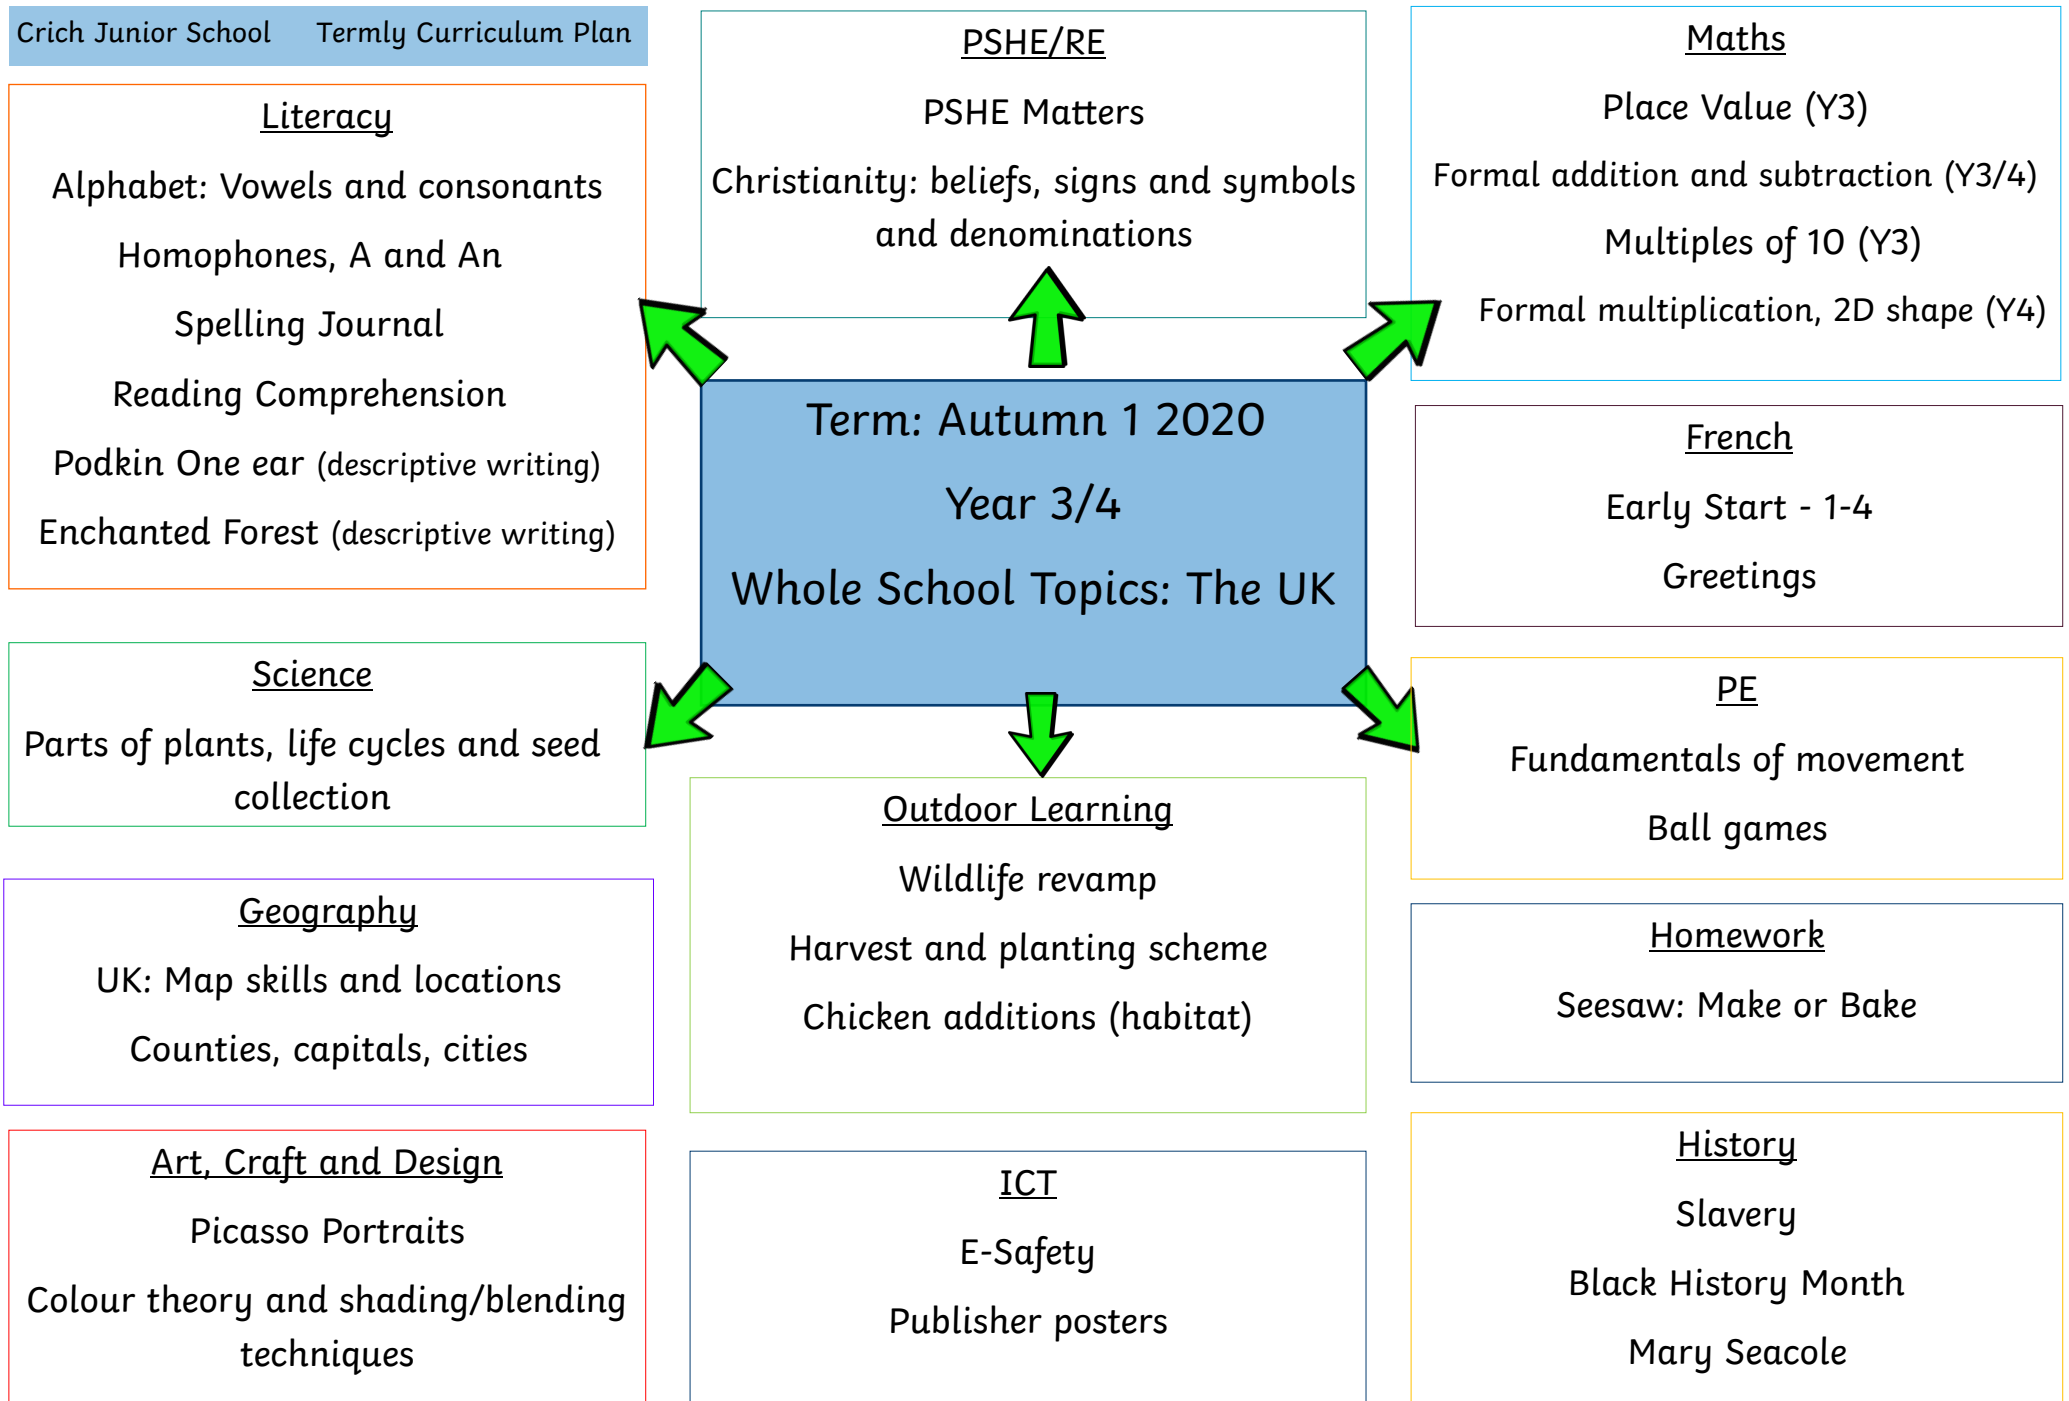 Crich Junior School Termly Curriculum Plan
Literacy
Alphabet: Vowels and consonants
Homophones, A and An
Spelling Journal
Reading Comprehension
Podkin One ear (descriptive writing)
Enchanted Forest (descriptive writing)
PSHE/RE
PSHE Matters
Christianity: beliefs, signs and symbols
and denominations
Maths
Place Value (Y3)
Formal addition and subtraction (Y3/4)
Multiples of 10 (Y3)
Formal multiplication, 2D shape (Y4)
Term: Autumn 1 2020
Year 3/4
Whole School Topics: The UK
French
Early Start - 1-4
Greetings
Science
Parts of plants, life cycles and seed
collection
PE
Fundamentals of movement
Ball games
Outdoor Learning
Wildlife revamp
Harvest and planting scheme
Chicken additions (habitat)
Geography
UK: Map skills and locations
Counties, capitals, cities
Homework
Seesaw: Make or Bake
Art, Craft and Design
Picasso Portraits
Colour theory and shading/blending
techniques
ICT
E-Safety
Publisher posters
History
Slavery
Black History Month
Mary Seacole